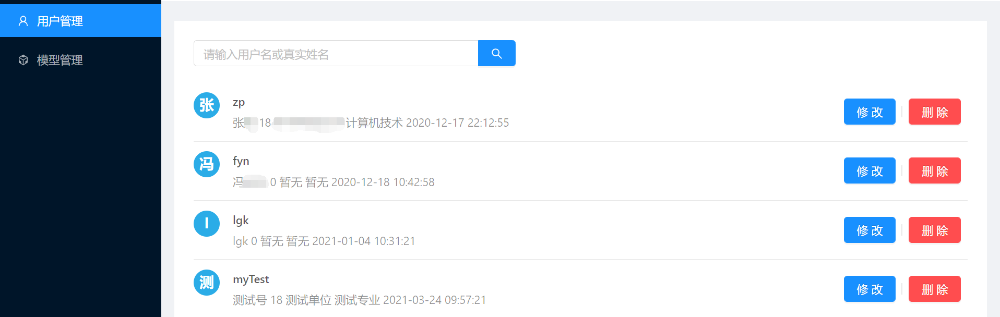 用户管理
模型管理
请输入用户名或真实姓名
张
zp
张 18 计算机技术 2020-12-17 22:12:55
修改
删除
冯
fyn
冯 0 暂无 暂无 2020-12-18 10:42:58
修改
删除
l
lgk
lgk 0 暂无 暂无 2021-01-04 10:31:21
修改
删除
测
myTest
测试号 18 测试单位 测试专业 2021-03-24 09:57:21
修改
删除